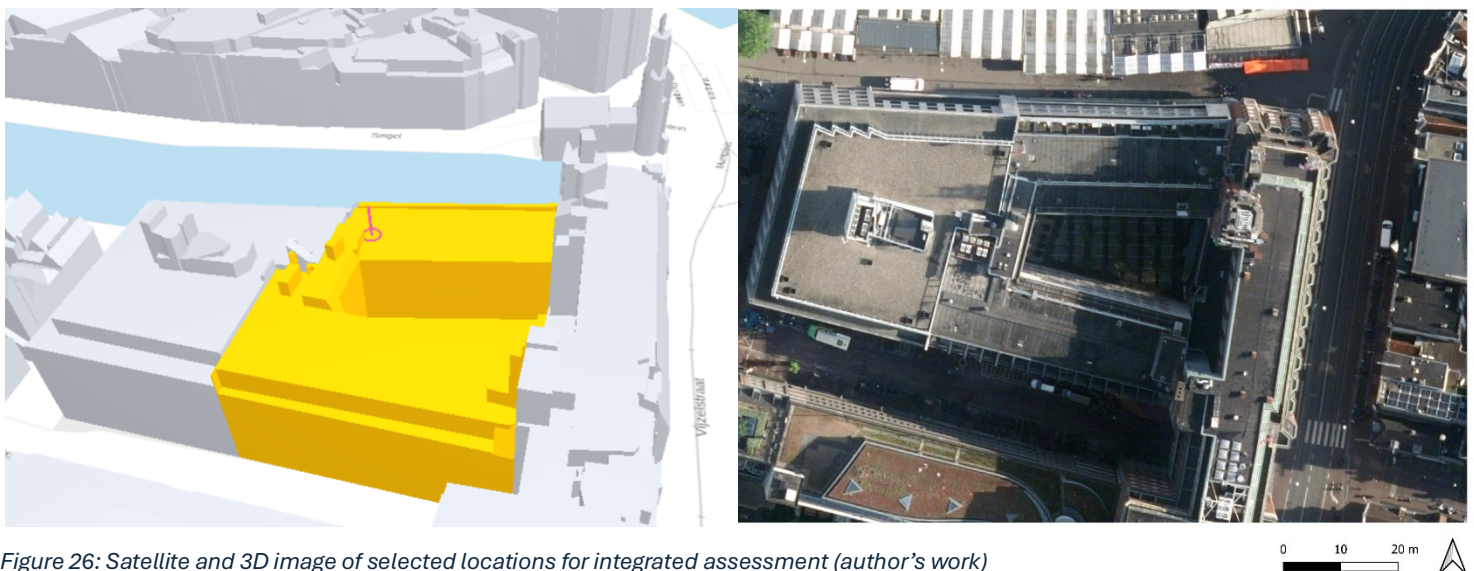 Singel
Vijzelstraat
Figure 26: Satellite and 3D image of selected locations for integrated assessment (author's work)
0 10 20 m